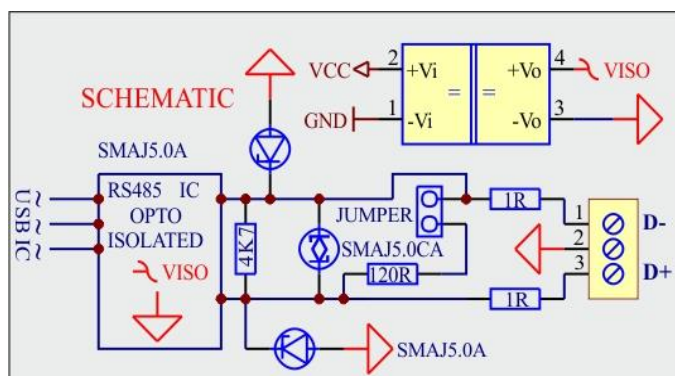 2
+Vi
+Vo
4
VCC
VISO
SCHEMATIC
=
=
1
-Vi
-Vo
3
GND
SMAJ5.0A
RS485 IC
OPTO
ISOLATED
VISO
USB IC
~
~
~
4K7
JUMPER
SMAJ5.0CA
120R
1R
1R
1
2
3
D-
D+
SMAJ5.0A